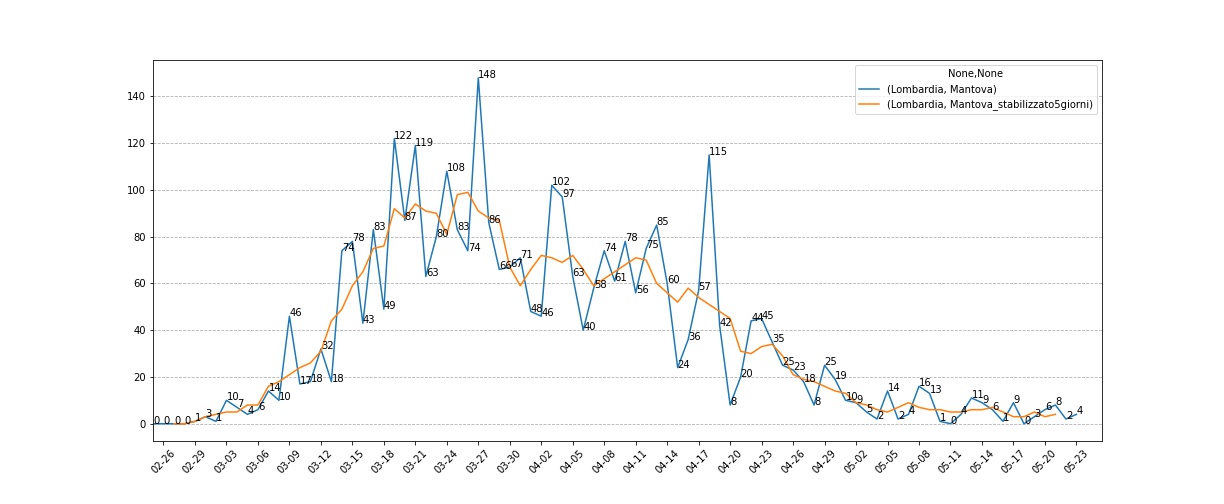 None,None
(Lombardia, Mantova)
(Lombardia, Mantova_stabilizzato5giorni)
140
120
100
80
60
40
20
0
0 0 0 0 1 3 1 10 7 4 6 14 10 46 17 18 32 18 74 78 43 83 49 122 87 119 63 80 108 83 74 148 86 66 67 71 48 46 102 97 63 40 58 74 61 78 56 75 85 60 24 36 57 115 42 8 20 44 45 35 25 23 18 8 25 19 10 9 5 2 14 2 4 16 13 1 0 4 11 9 6 1 9 0 3 6 8 2 4
02-26 02-29 03-03 03-06 03-09 03-12 03-15 03-18 03-21 03-24 03-27 03-30 04-02 04-05 04-08 04-11 04-14 04-17 04-20 04-23 04-26 04-29 05-02 05-05 05-08 05-11 05-14 05-17 05-20 05-23